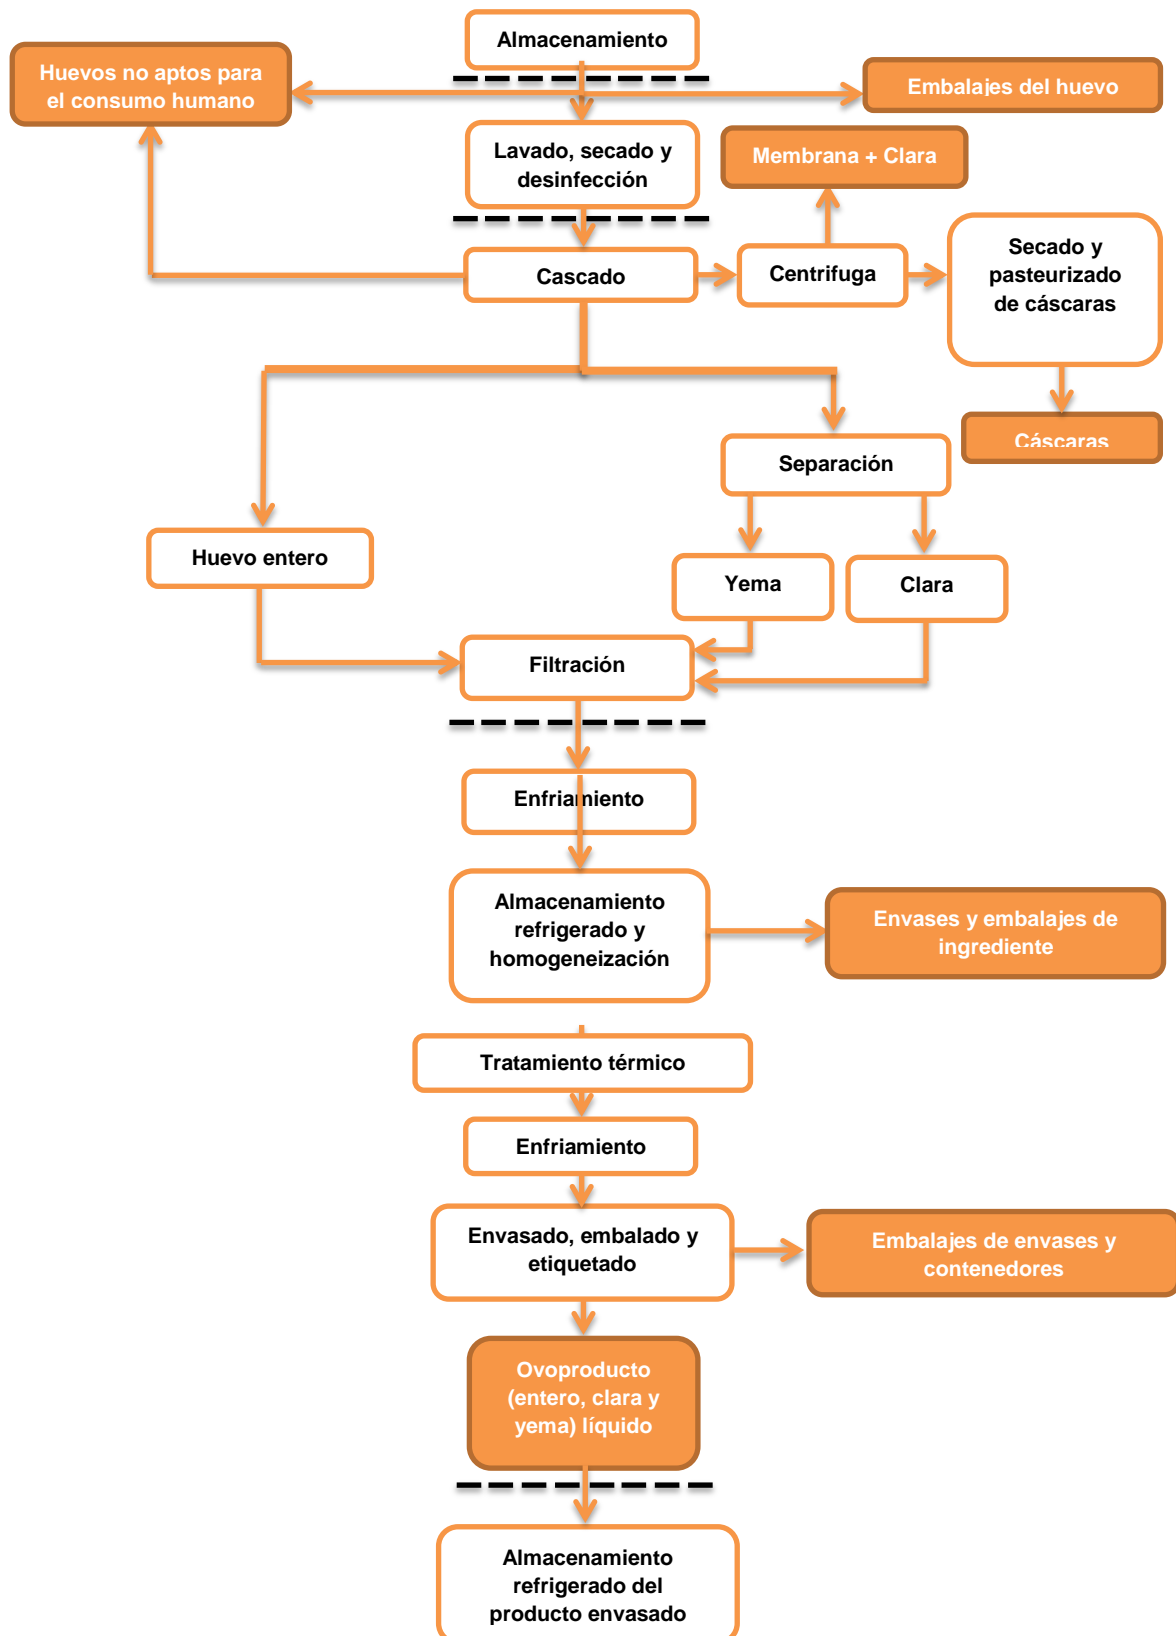 Almacenamiento
Huevos no aptos para
el consumo humano
Embalajes del huevo
Lavado, secado y
desinfección
Membrana + Clara
Cascado
Centrifuga
Secado y
pasteurizado
de cáscaras
Cáscaras
Separación
Huevo entero
Yema
Clara
Filtración
Enfriamiento
Almacenamiento
refrigerado y
homogeneización
Envases y embalajes de
ingrediente
Tratamiento térmico
Enfriamiento
Envasado, embalado y
etiquetado
Embalajes de envases y
contenedores
Ovoproducto
(entero, clara y
yema) líquido
Almacenamiento
refrigerado del
producto envasado